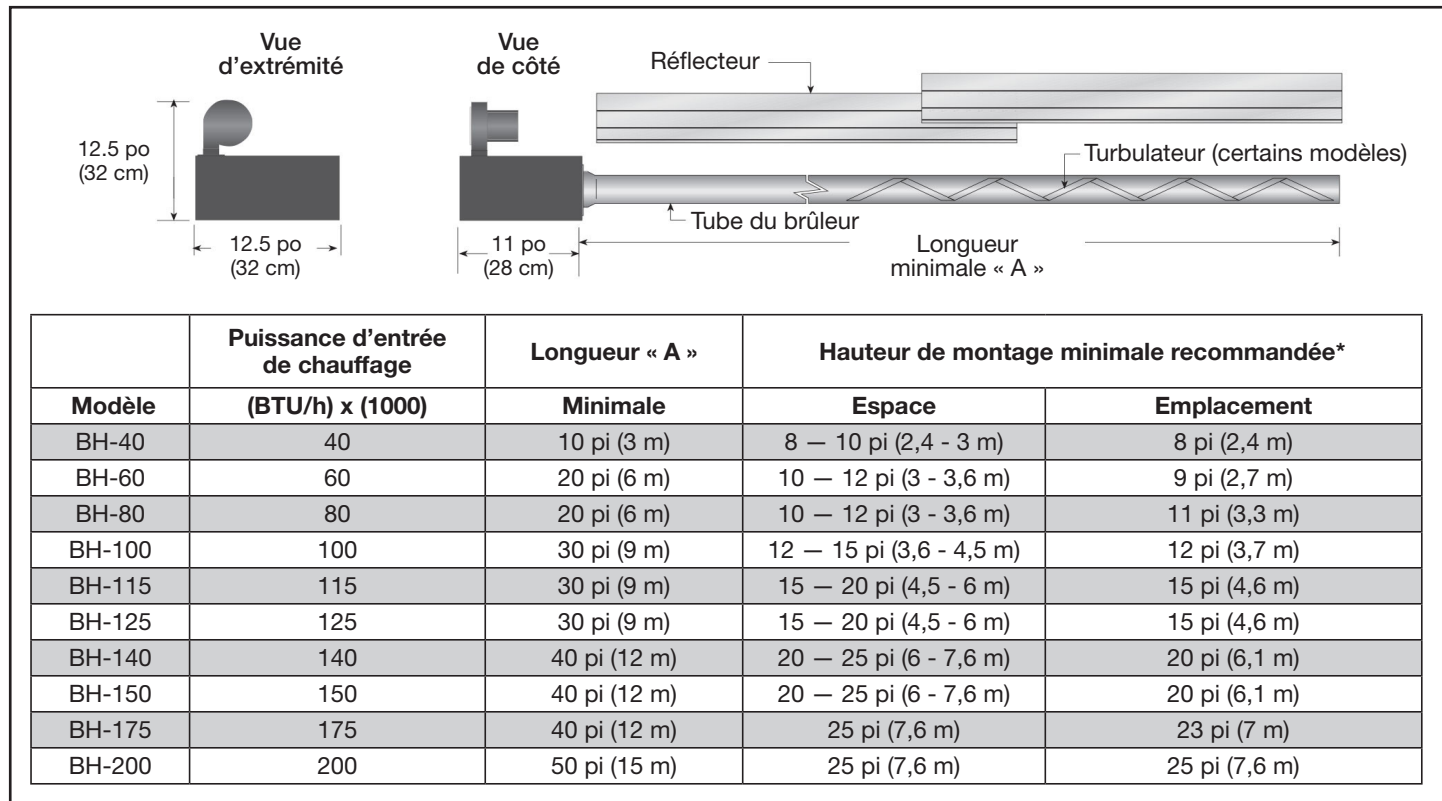 Vue
d'extrémité
Vue
de côté
Réflecteur
12.5 po
(32 cm)
Turbulateur (certains modèles)
Tube du brûleur
12.5 po
(32 cm)
11 po
(28 cm)
Longueur
minimale « A »
Puissance d'entrée
de chauffage
Longueur « A »
Hauteur de montage minimale recommandée*
Modèle (BTU/h) x (1000) Minimale Espace Emplacement
BH-40 40 10 pi (3 m) 8 — 10 pi (2,4 - 3 m) 8 pi (2,4 m)
BH-60 60 20 pi (6 m) 10 — 12 pi (3 - 3,6 m) 9 pi (2,7 m)
BH-80 80 20 pi (6 m) 10 — 12 pi (3 - 3,6 m) 11 pi (3,3 m)
BH-100 100 30 pi (9 m) 12 — 15 pi (3,6 - 4,5 m) 12 pi (3,7 m)
BH-115 115 30 pi (9 m) 15 — 20 pi (4,5 - 6 m) 15 pi (4,6 m)
BH-125 125 30 pi (9 m) 15 — 20 pi (4,5 - 6 m) 15 pi (4,6 m)
BH-140 140 40 pi (12 m) 20 — 25 pi (6 - 7,6 m) 20 pi (6,1 m)
BH-150 150 40 pi (12 m) 20 — 25 pi (6 - 7,6 m) 20 pi (6,1 m)
BH-175 175 40 pi (12 m) 25 pi (7,6 m) 23 pi (7 m)
BH-200 200 50 pi (15 m) 25 pi (7,6 m) 25 pi (7,6 m)